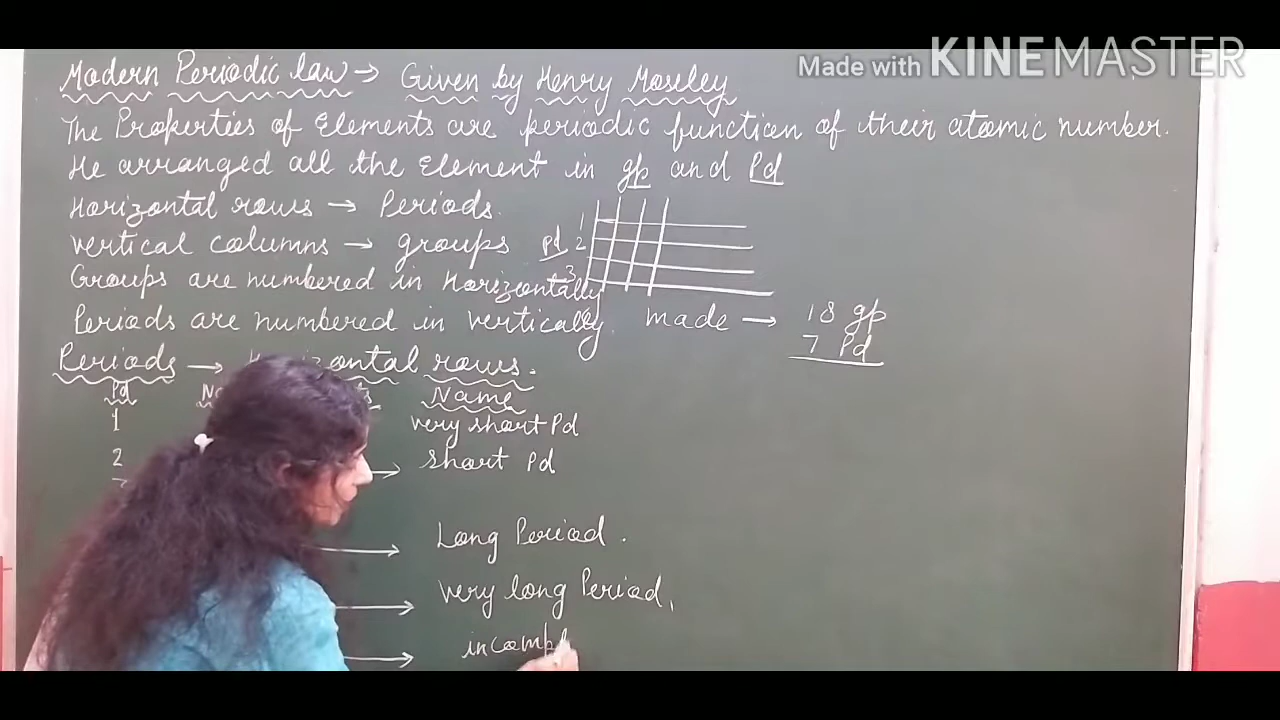 Made with KINEMASTER
Modern Periodic law → Given by Henry Moseley
The Properties of Elements are periodic function of their atomic number.
He arranged all the Element in gp and Pd
Horizontal rows → Periods.
vertical columns → groups
Pd 1
2
3
Groups are numbered in Horizontally
Periods are numbered in vertically. made → 18 gp
7 Pd
Periods → rows.
Pd Name
1 very short Pd
2 → short Pd
→ Long Period.
→ very long Period,
→ incomp